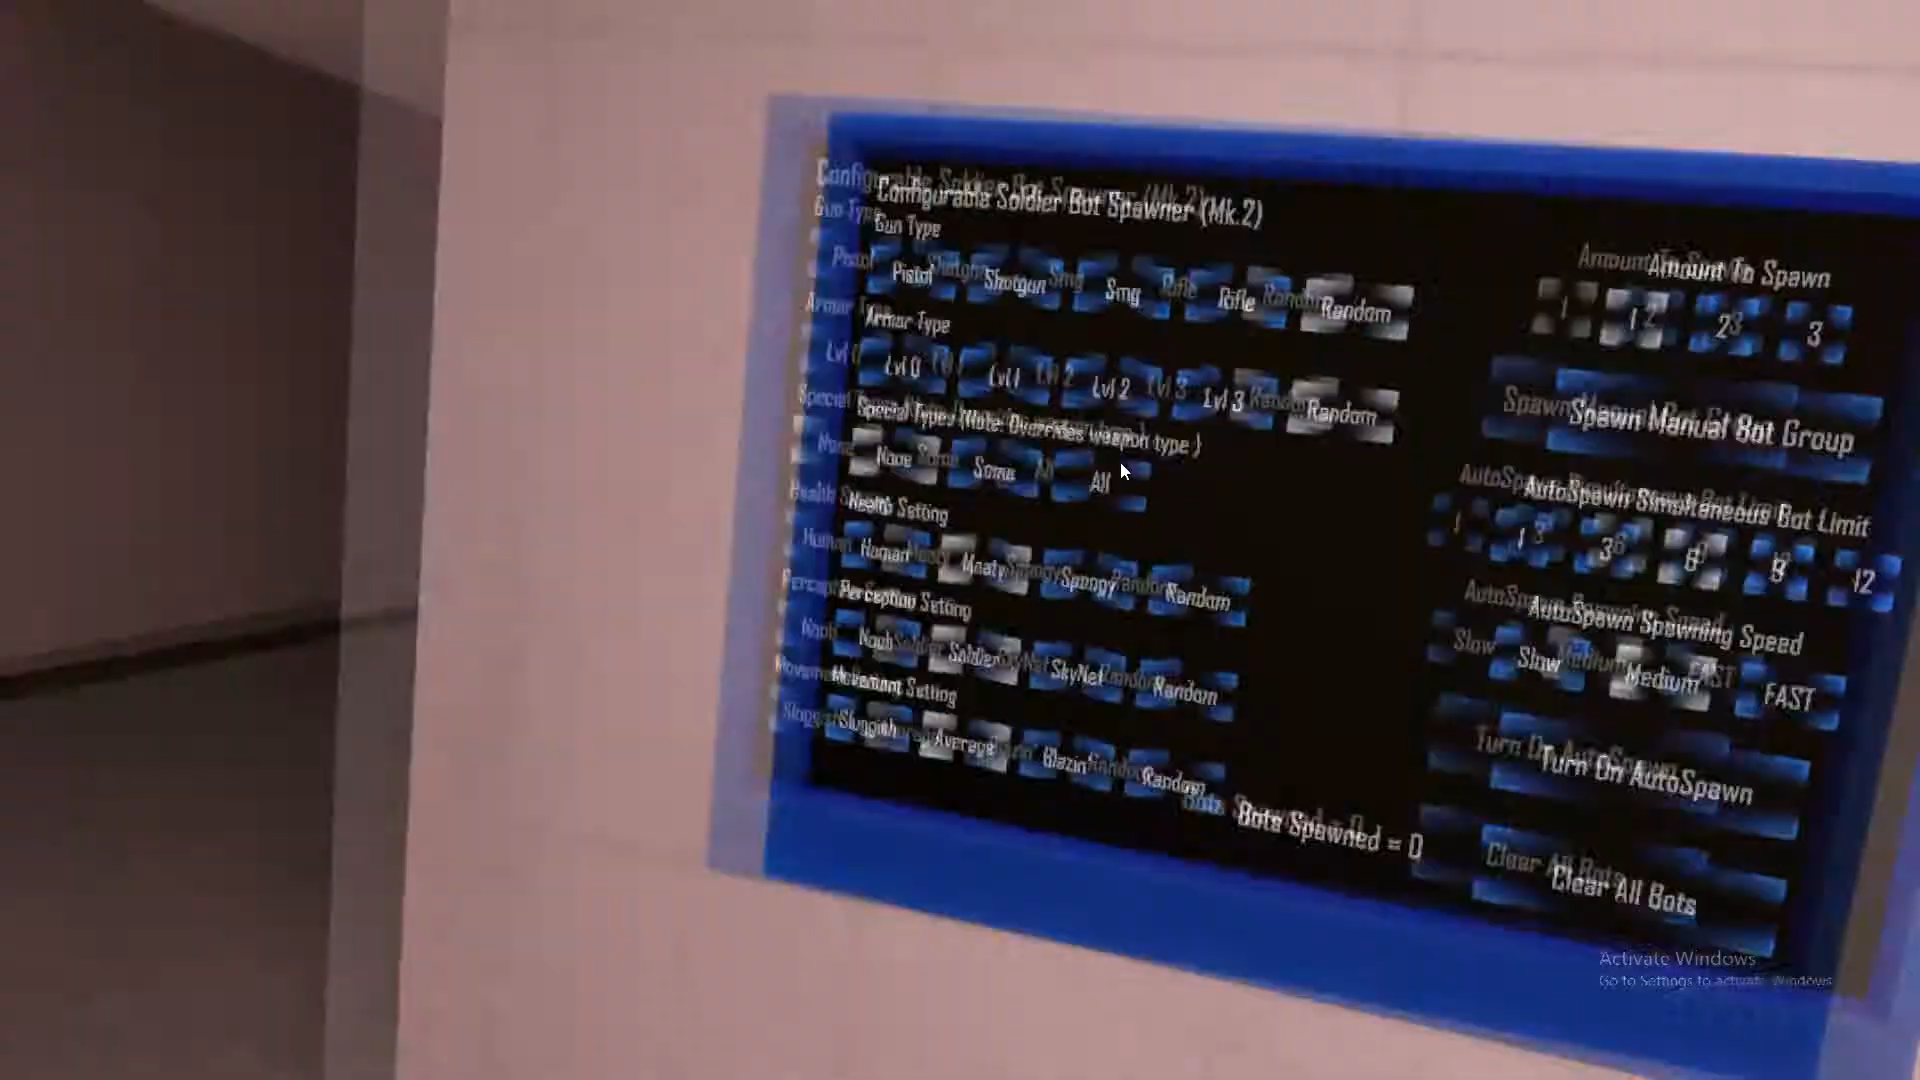 Configurable Soldier Bot Spawner (Mk.2)
Gun Type
Pistol Shotgun Smg Rifle Random
Armor Type
Lvl 0 Lvl 1 Lvl 2 Lvl 3 Random
Special Types (Note: Overrides weapon type )
None Some All
Health Setting
Human Meaty Spongy Random
Perception Setting
Noob Soldier SkyNet Random
Movement Setting
Sluggish Average Blazin' Random
Bots Spawned = 0
Amount To Spawn
1 2 3
Spawn Manual Bot Group
AutoSpawn Simultaneous Bot Limit
1 3 6 9 12
AutoSpawn Spawning Speed
Slow Medium FAST
Turn On AutoSpawn
Clear All Bots
Activate Windows
Go to Settings to activate Windows